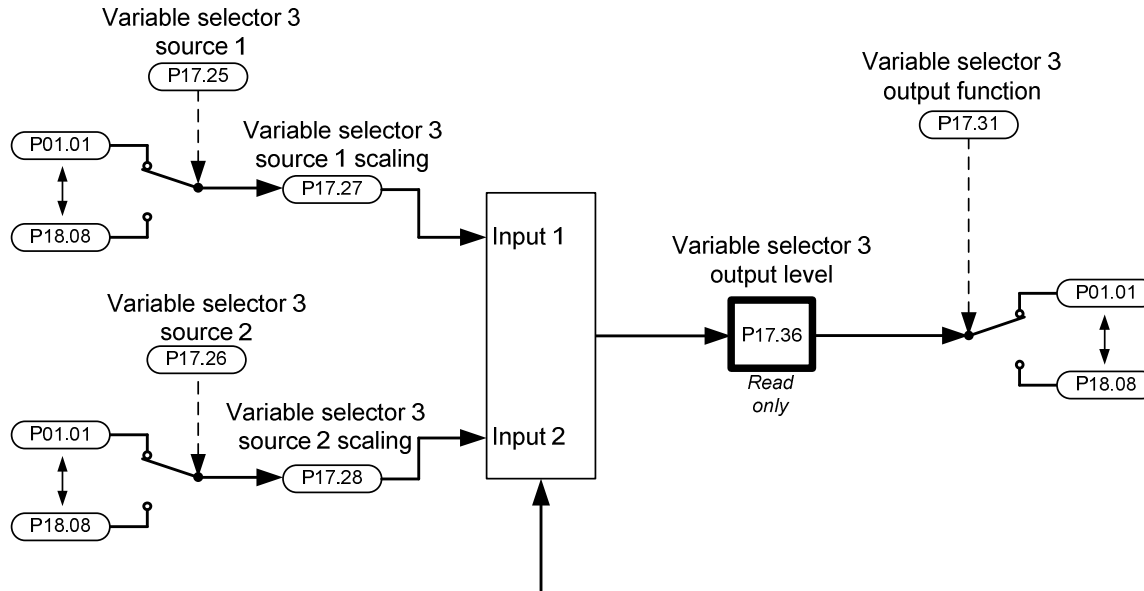 Variable selector 3
source 1
P17.25
P01.01
P18.08
Variable selector 3
source 1 scaling
P17.27
Input 1
Variable selector 3
source 2
P17.26
P01.01
P18.08
Variable selector 3
source 2 scaling
P17.28
Input 2
Variable selector 3
output level
P17.36
Read
only
Variable selector 3
output function
P17.31
P01.01
P18.08